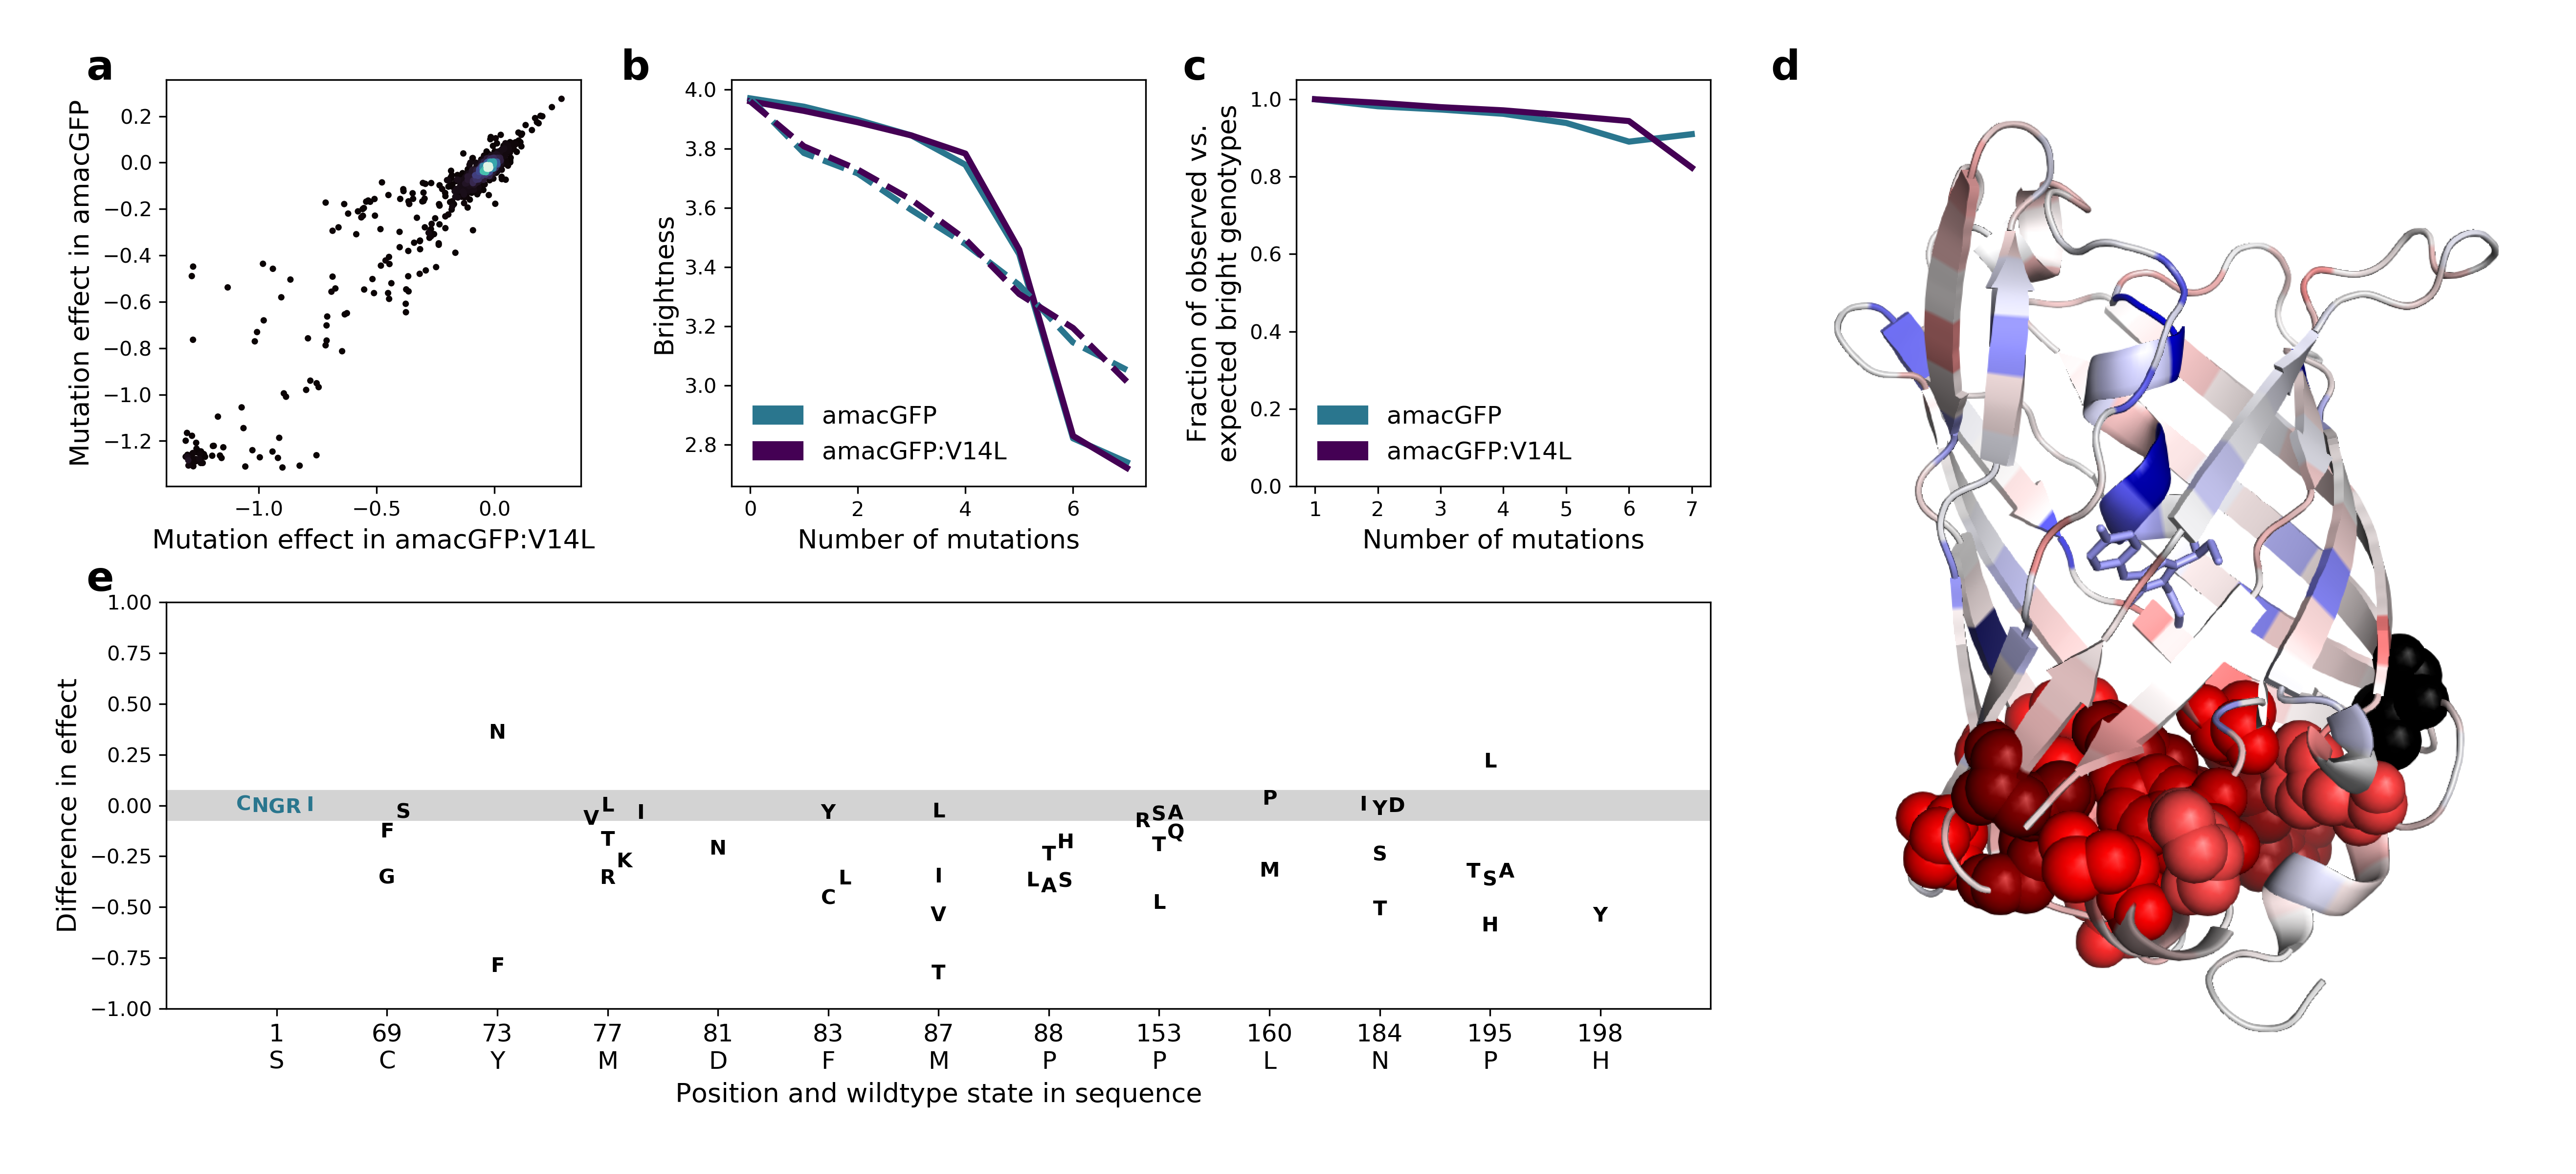 a
Mutation effect in amacGFP
0.2
0.0
−0.2
−0.4
−0.6
−0.8
−1.0
−1.2
−1.0 −0.5 0.0
Mutation effect in amacGFP:V14L
b
Brightness
4.0
3.8
3.6
3.4
3.2
3.0
2.8
amacGFP
amacGFP:V14L
0 2 4 6
Number of mutations
c
Fraction of observed vs.
expected bright genotypes
1.0
0.8
0.6
0.4
0.2
0.0
amacGFP
amacGFP:V14L
1 2 3 4 5 6 7
Number of mutations
d
e
Difference in effect
1.00
0.75
0.50
0.25
0.00
−0.25
−0.50
−0.75
−1.00
C N G R I
S
F
G
N
F
L
V I
T
K
R
N
Y
L
C
L
I
V
T
H
T
L A S
R S A
Q
T
L
P
M
I Y D
S
T
L
T S A
H
Y
1 69 73 77 81 83 87 88 153 160 184 195 198
S C Y M D F M P P L N P H
Position and wildtype state in sequence